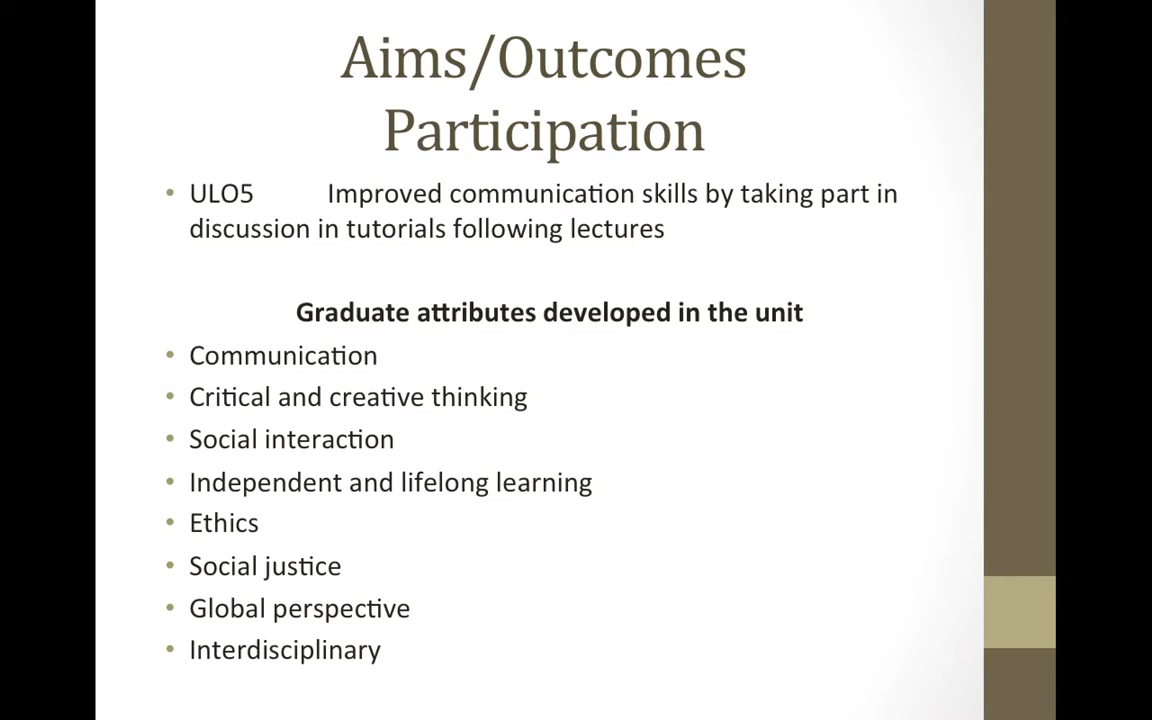 Aims/Outcomes
Participation
• ULO5 Improved communication skills by taking part in
discussion in tutorials following lectures
Graduate attributes developed in the unit
• Communication
• Critical and creative thinking
• Social interaction
• Independent and lifelong learning
• Ethics
• Social justice
• Global perspective
• Interdisciplinary